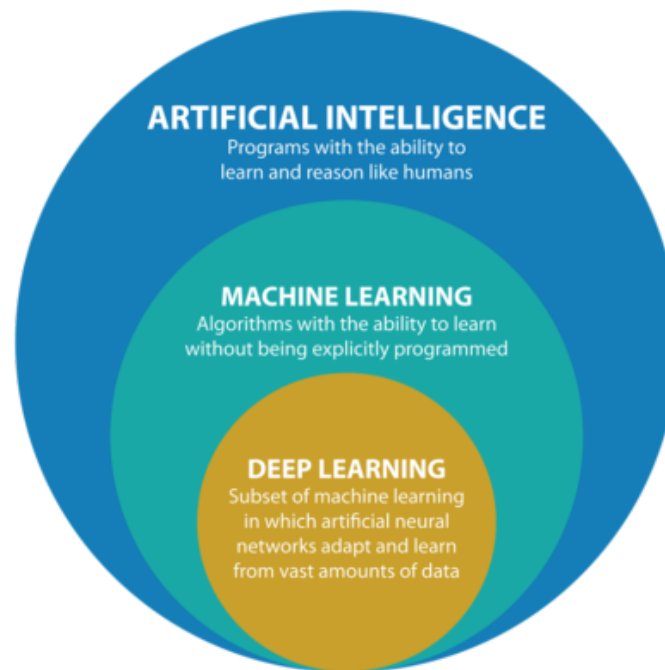 ARTIFICIAL INTELLIGENCE
Programs with the ability to
learn and reason like humans
MACHINE LEARNING
Algorithms with the ability to learn
without being explicitly programmed
DEEP LEARNING
Subset of machine learning
in which artificial neural
networks adapt and learn
from vast amounts of data